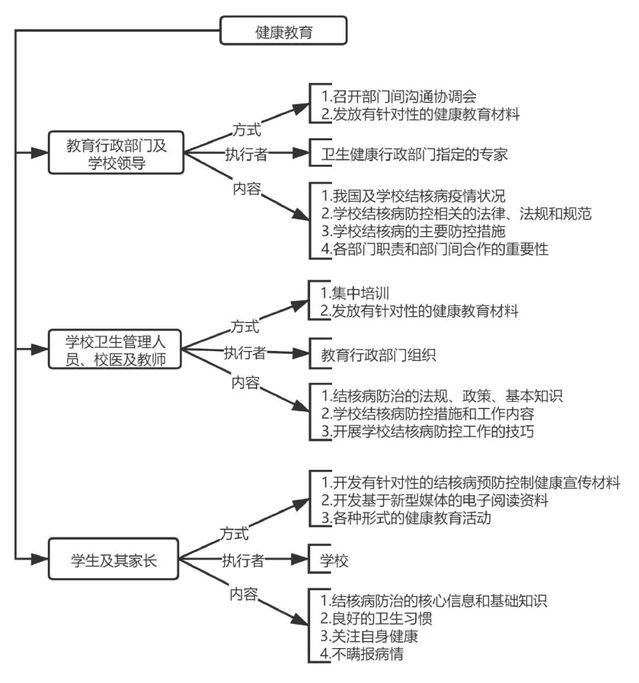 健康教育
1.召开部门间沟通协调会
2.发放有针对性的健康教育材料
方式
教育行政部门及
学校领导
执行者
卫生健康行政部门指定的专家
内容
1.我国及学校结核病疫情状况
2.学校结核病防控相关的法律、法规和规范
3.学校结核病的主要防控措施
4.各部门职责和部门间合作的重要性
1.集中培训
2.发放有针对性的健康教育材料
方式
学校卫生管理人
员、校医及教师
执行者
教育行政部门组织
内容
1.结核病防治的法规、政策、基本知识
2.学校结核病防控措施和工作内容
3.开展学校结核病防控工作的技巧
1.开发有针对性的结核病预防控制健康宣传材料
2.开发基于新型媒体的电子阅读资料
3.各种形式的健康教育活动
方式
学生及其家长
执行者
学校
内容
1.结核病防治的核心信息和基础知识
2.良好的卫生习惯
3.关注自身健康
4.不瞒报病情